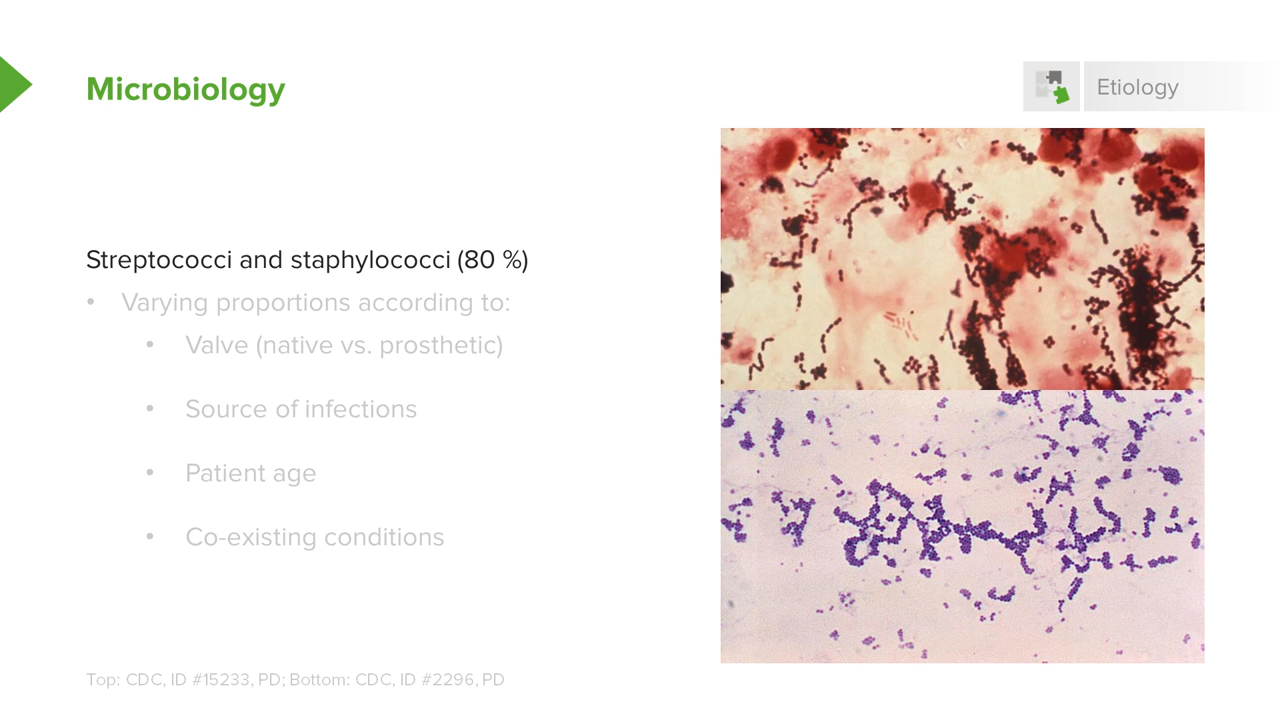 Microbiology
Etiology
Streptococci and staphylococci (80 %)
• Varying proportions according to:
• Valve (native vs. prosthetic)
• Source of infections
• Patient age
• Co-existing conditions
Top: CDC, ID #15233, PD; Bottom: CDC, ID #2296, PD